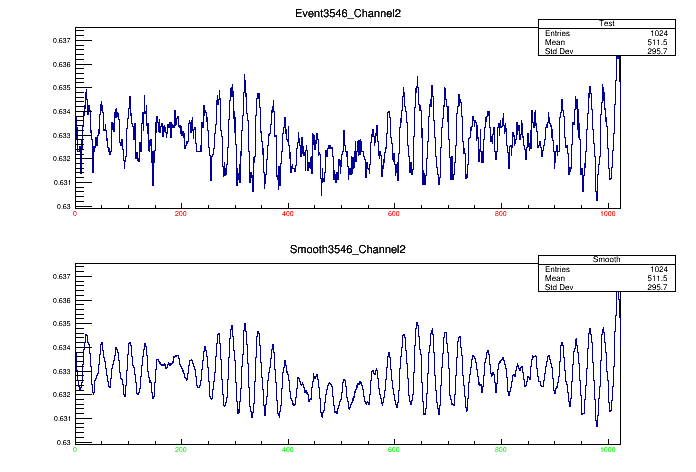 Event3546_Channel2
Test
Entries 1024
Mean 511.5
Std Dev 295.7
0.637
0.636
0.635
0.634
0.633
0.632
0.631
0.63
0 200 400 600 800 1000
Smooth3546_Channel2
Smooth
Entries 1024
Mean 511.5
Std Dev 295.7
0.637
0.636
0.635
0.634
0.633
0.632
0.631
0.63
0 200 400 600 800 1000